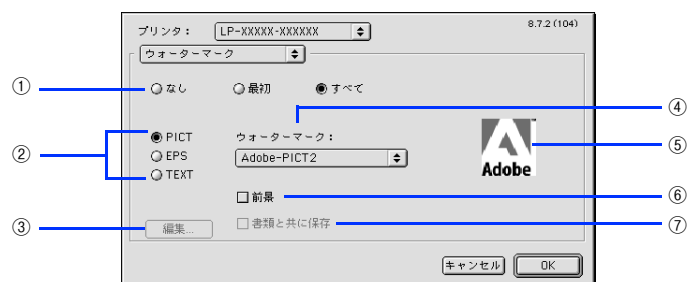 プリンタ： LP-XXXXX-XXXXXX 8.7.2 (104)
ウォーターマーク
① なし 最初 すべて
④
② PICT ウォーターマーク：
EPS Adobe-PICT2 ⑤
TEXT Adobe
前景 ⑥
③ 編集... 書類と共に保存 ⑦
キャンセル OK